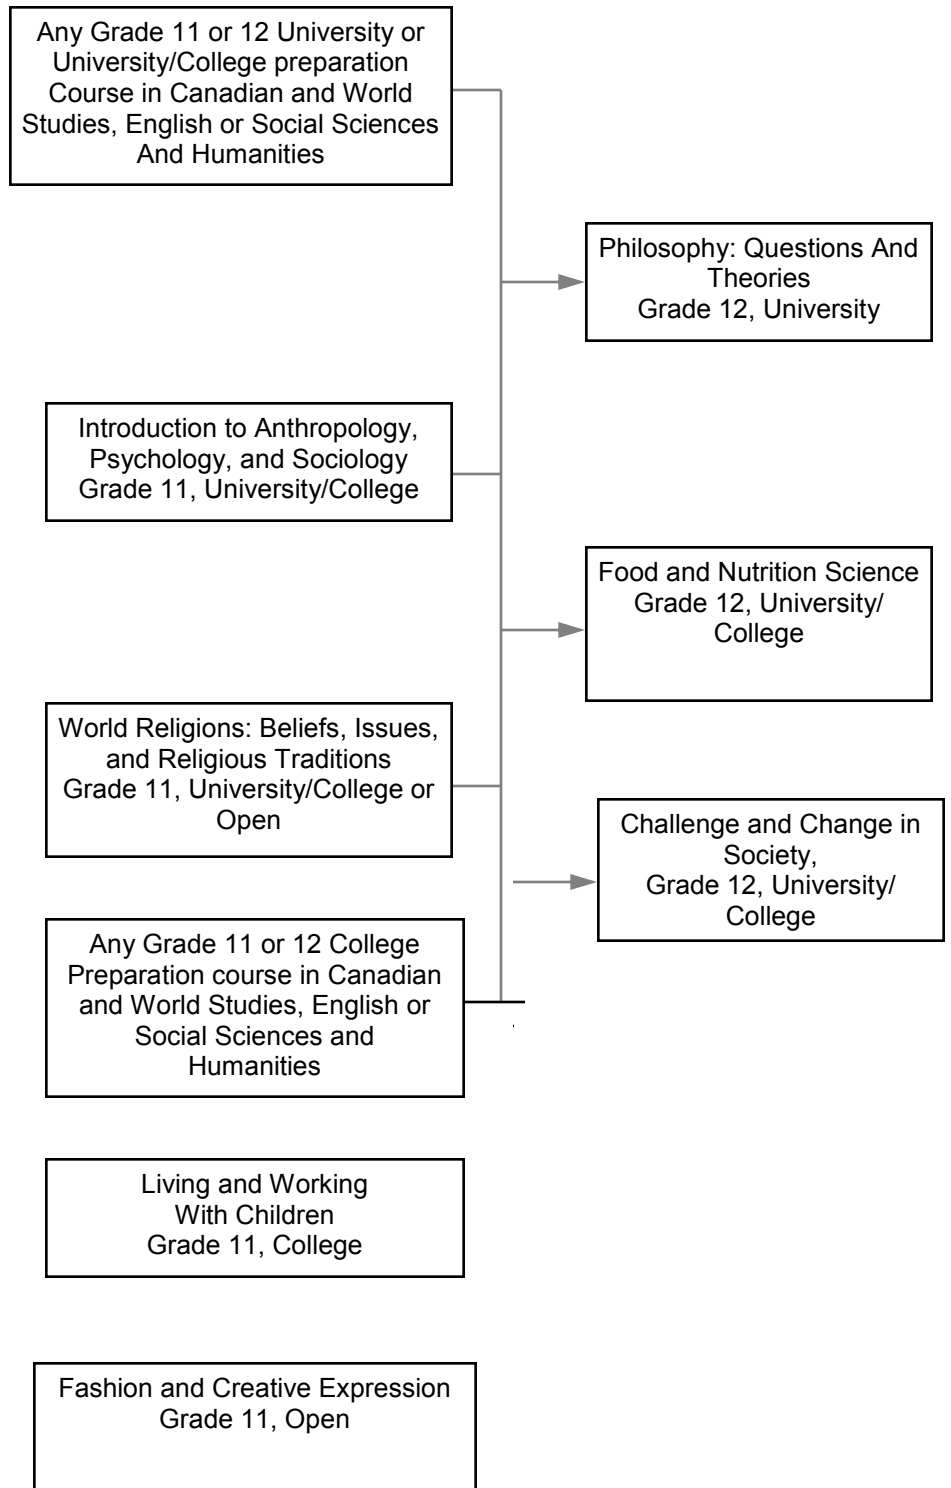 Any Grade 11 or 12 University or
University/College preparation
Course in Canadian and World
Studies, English or Social Sciences
And Humanities
Philosophy: Questions And
Theories
Grade 12, University
Introduction to Anthropology,
Psychology, and Sociology
Grade 11, University/College
Food and Nutrition Science
Grade 12, University/
College
World Religions: Beliefs, Issues,
and Religious Traditions
Grade 11, University/College or
Open
Challenge and Change in
Society,
Grade 12, University/
College
Any Grade 11 or 12 College
Preparation course in Canadian
and World Studies, English or
Social Sciences and
Humanities
Living and Working
With Children
Grade 11, College
Fashion and Creative Expression
Grade 11, Open